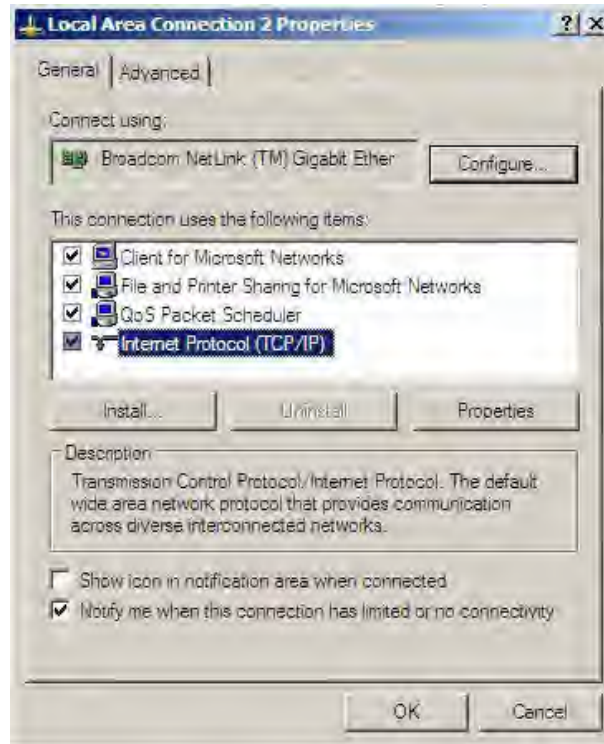 Local Area Connection 2 Properties
General
Advanced
Connect using:
Broadcom NetLink (TM) Gigabit Ether
Configure...
This connection uses the following items:
Client for Microsoft Networks
File and Printer Sharing for Microsoft Networks
QoS Packet Scheduler
Internet Protocol (TCP/IP)
Install...
Uninstall
Properties
Description
Transmission Control Protocol/Internet Protocol. The default
wide area network protocol that provides communication
across diverse interconnected networks.
Show icon in notification area when connected
Notify me when this connection has limited or no connectivity
OK
Cancel